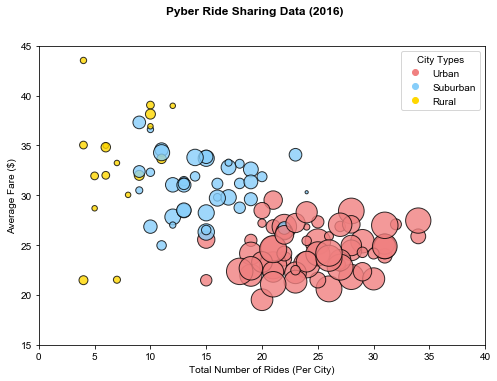 Pyber Ride Sharing Data (2016)
45
40
35
30
25
20
15
Average Fare ($)
City Types
Urban
Suburban
Rural
0 5 10 15 20 25 30 35 40
Total Number of Rides (Per City)